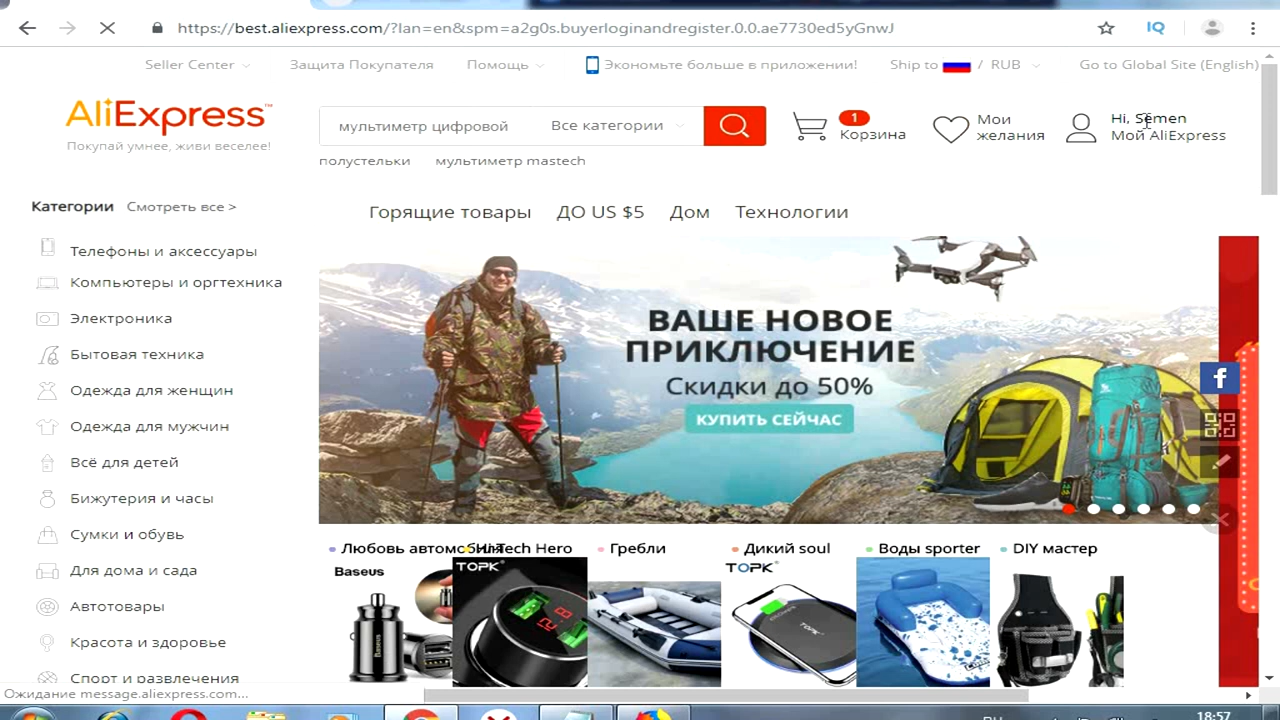 https://best.aliexpress.com/?lan=en&spm=a2g0s.buyerloginandregister.0.0.ae7730ed5yGnwJ
IQ
Seller Center
Защита Покупателя
Помощь
Экономьте больше в приложении!
Ship to / RUB
Go to Global Site (English)
AliExpress™
Покупай умнее, живи веселее!
мультиметр цифровой
Все категории
1
Корзина
Мои
желания
Hi, Semen
Мой AliExpress
полустельки
мультиметр mastech
Категории
Смотреть все >
Горящие товары
ДО US $5
Дом
Технологии
Телефоны и аксессуары
Компьютеры и оргтехника
Электроника
Бытовая техника
Одежда для женщин
Одежда для мужчин
Всё для детей
Бижутерия и часы
Сумки и обувь
Для дома и сада
Автотовары
Красота и здоровье
Спорт и развлечения
ВАШЕ НОВОЕ
ПРИКЛЮЧЕНИЕ
Скидки до 50%
КУПИТЬ СЕЙЧАС
f
Любовь автомобилю
Hero
Гребли
Дикий soul
Воды sporter
DIY мастер
Baseus
TOPK
TOPK
TOPK
Baseus
Ожидание message.aliexpress.com...
RU
18:57